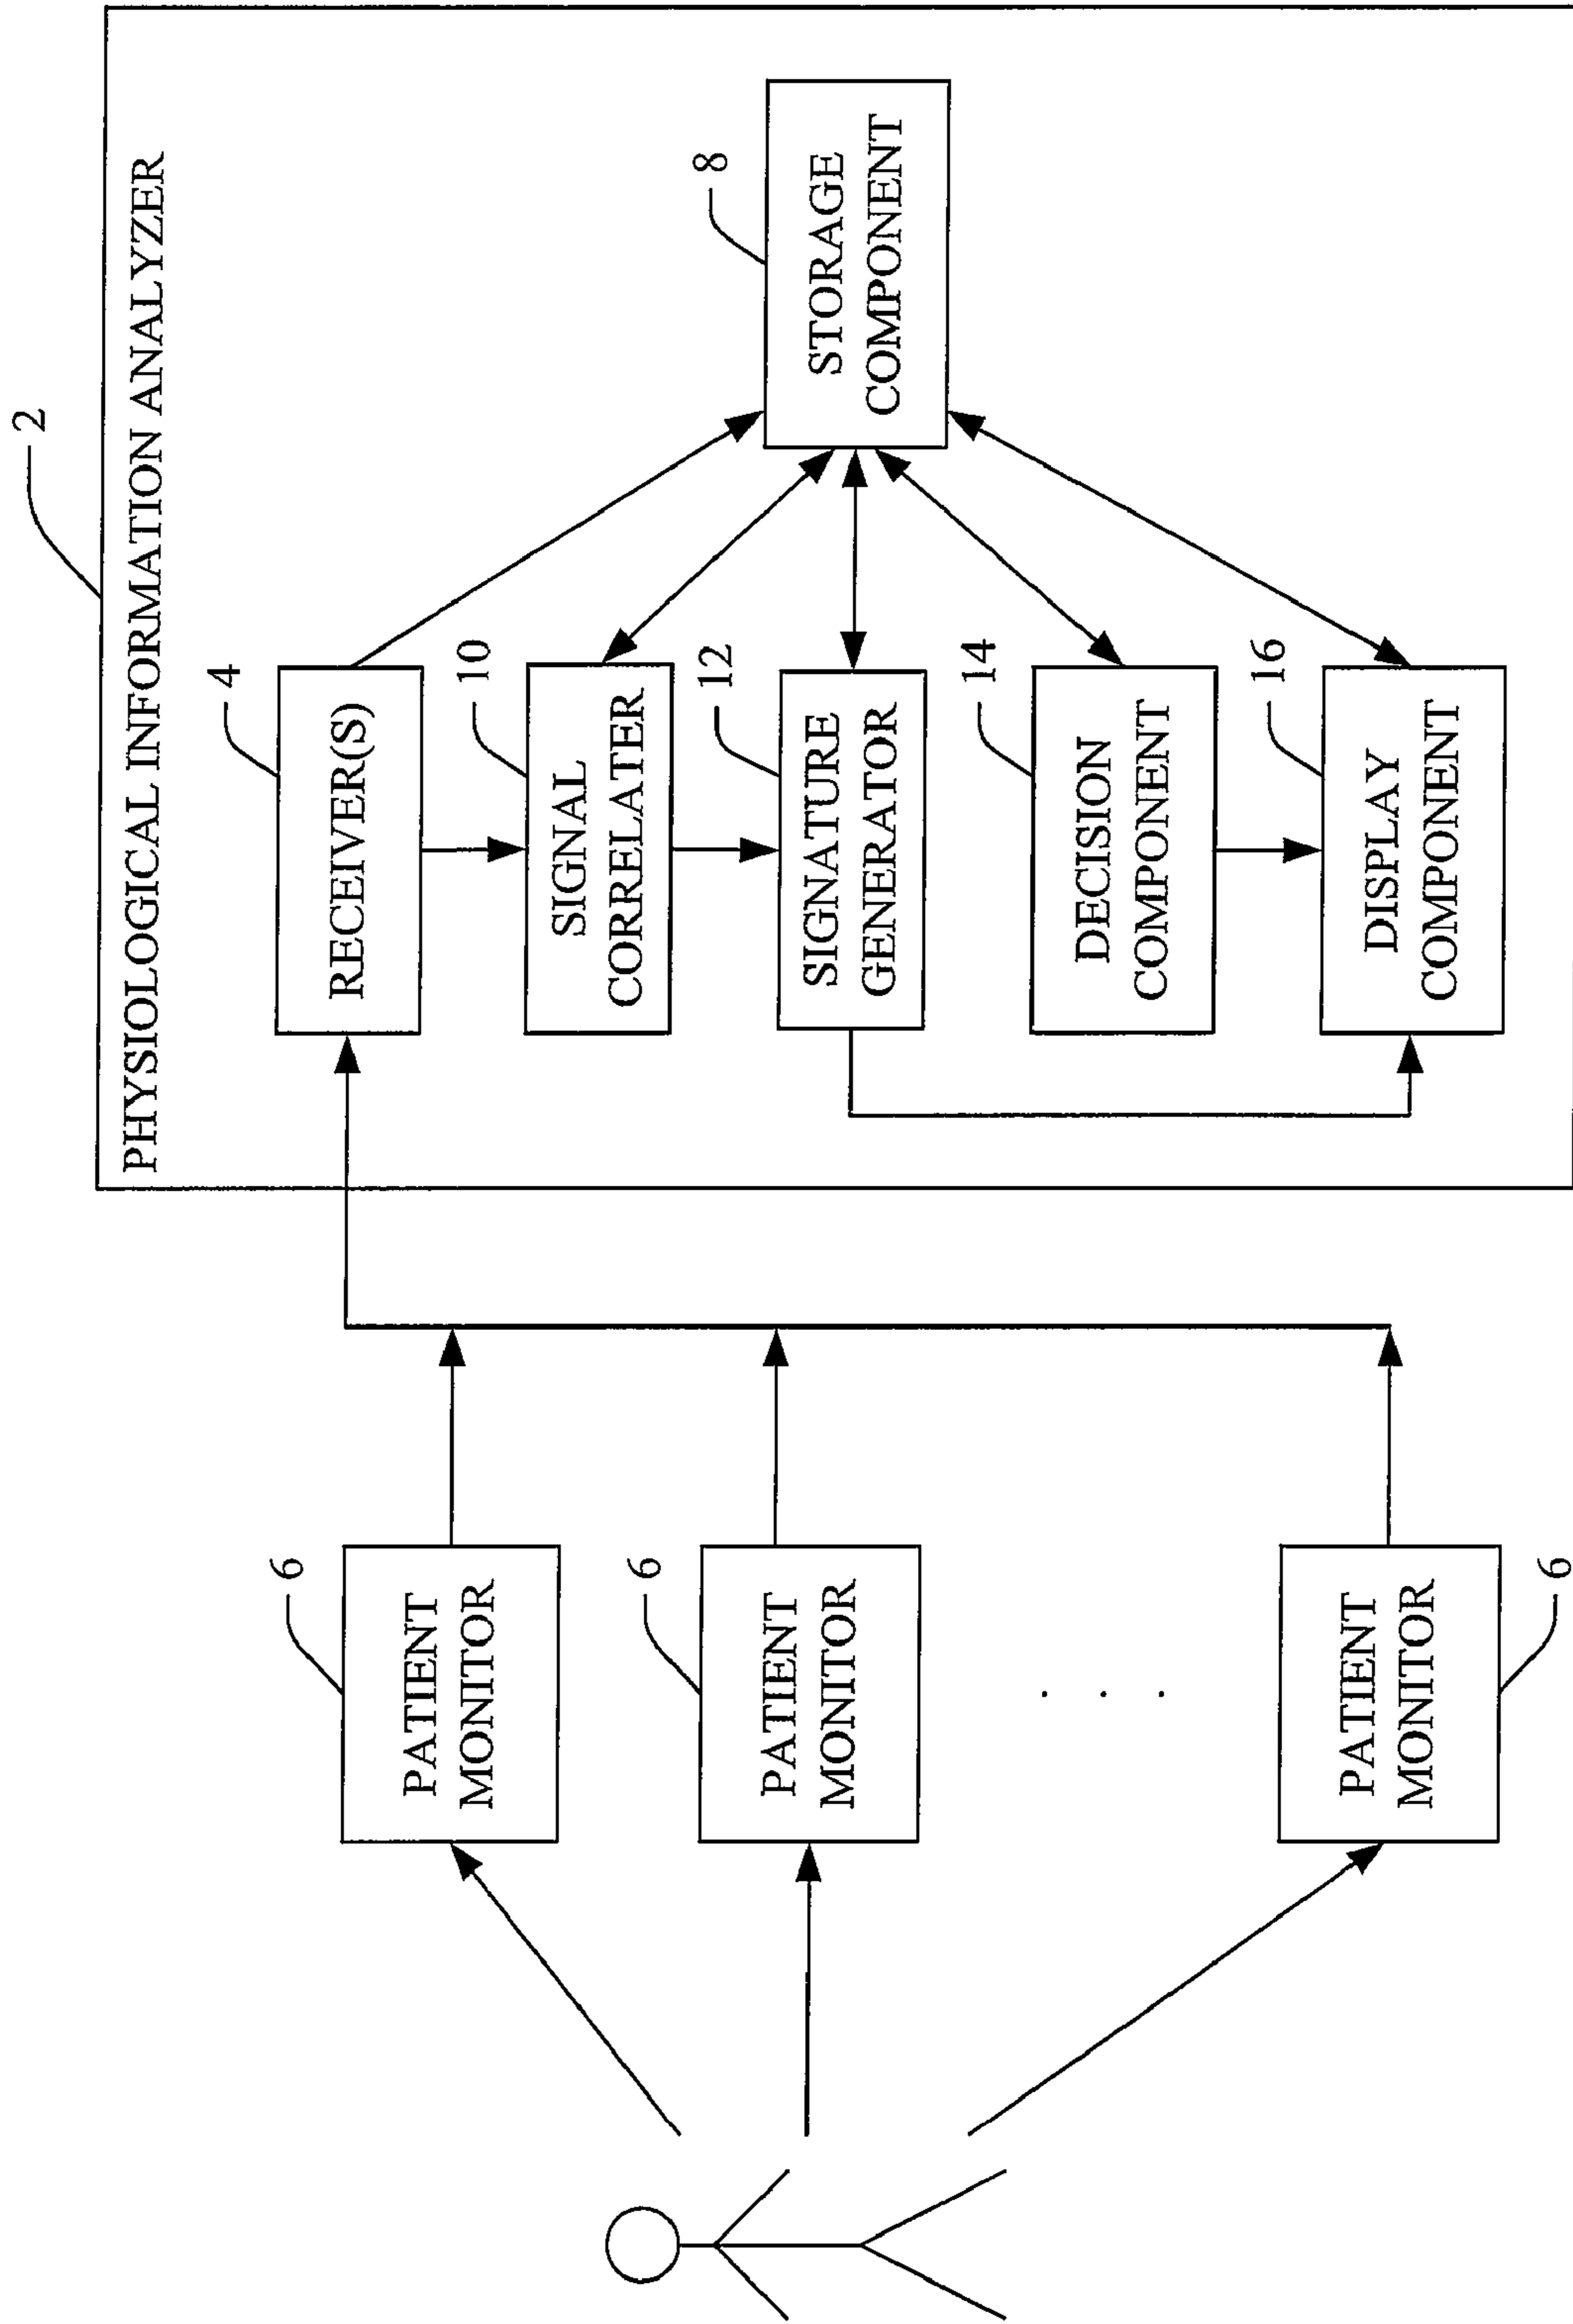 2
PHYSIOLOGICAL INFORMATION ANALYZER
6
PATIENT
MONITOR
6
PATIENT
MONITOR
. . .
PATIENT
MONITOR
6
4
RECEIVER(S)
10
SIGNAL
CORRELATER
12
SIGNATURE
GENERATOR
14
DECISION
COMPONENT
16
DISPLAY
COMPONENT
8
STORAGE
COMPONENT